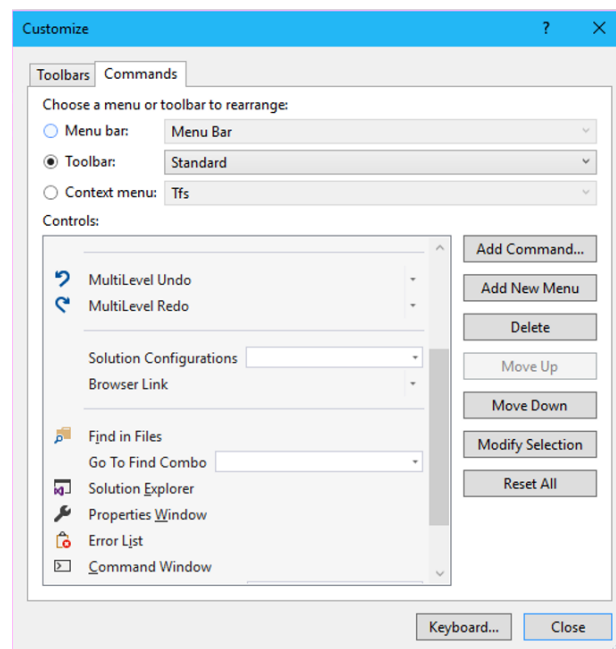 Customize ? ×
Toolbars Commands
Choose a menu or toolbar to rearrange:
Menu bar: Menu Bar
Toolbar: Standard
Context menu: Tfs
Controls:
MultiLevel Undo
MultiLevel Redo
Solution Configurations
Browser Link
Find in Files
Go To Find Combo
Solution Explorer
Properties Window
Error List
Command Window
Add Command...
Add New Menu
Delete
Move Up
Move Down
Modify Selection
Reset All
Keyboard... Close